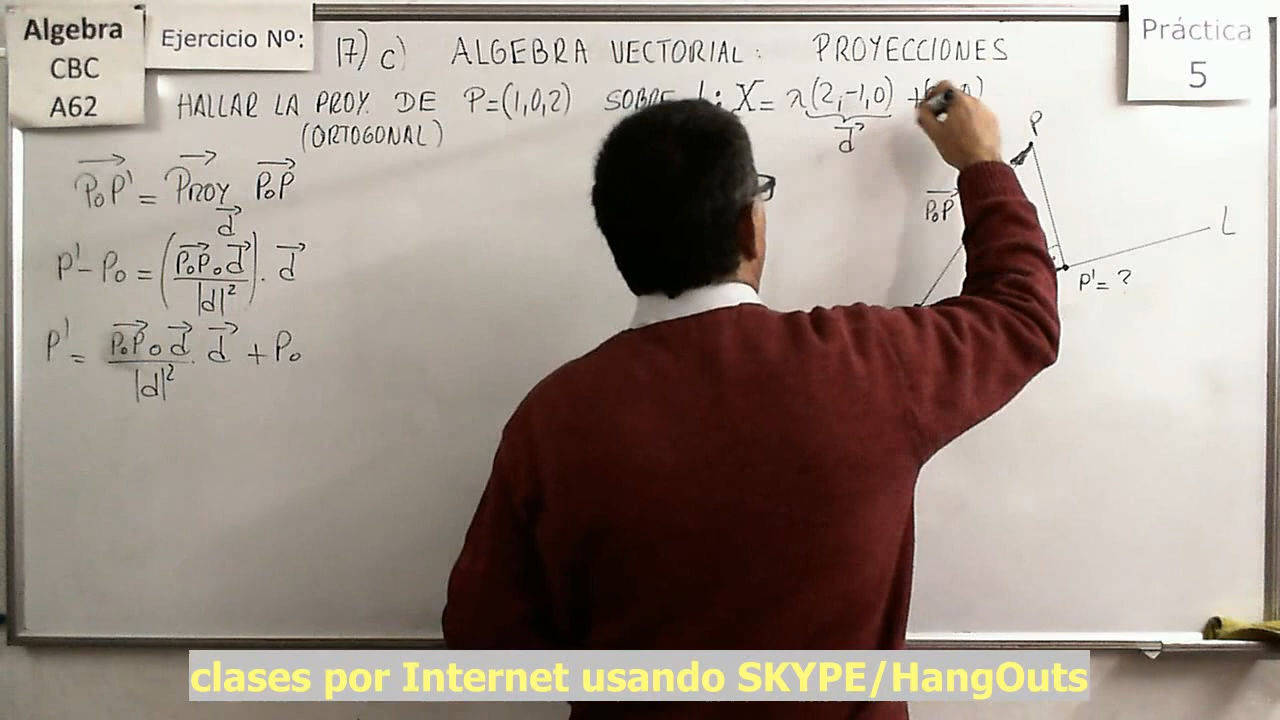 Algebra
CBC
A62
Ejercicio Nº:
17) c) ALGEBRA VECTORIAL: PROYECCIONES
Práctica
5
HALLAR LA PROY. DE P=(1,0,2) SOBRE L: X= λ(2,-1,0) +
(ORTOGONAL)
d
P₀P' = Proy P₀P
d
P'-P₀ = (P₀P∘d / |d|²) . d
P' = P₀P∘d / |d|² . d + P₀
P
P₀P
L
P'= ?
clases por Internet usando SKYPE/HangOuts